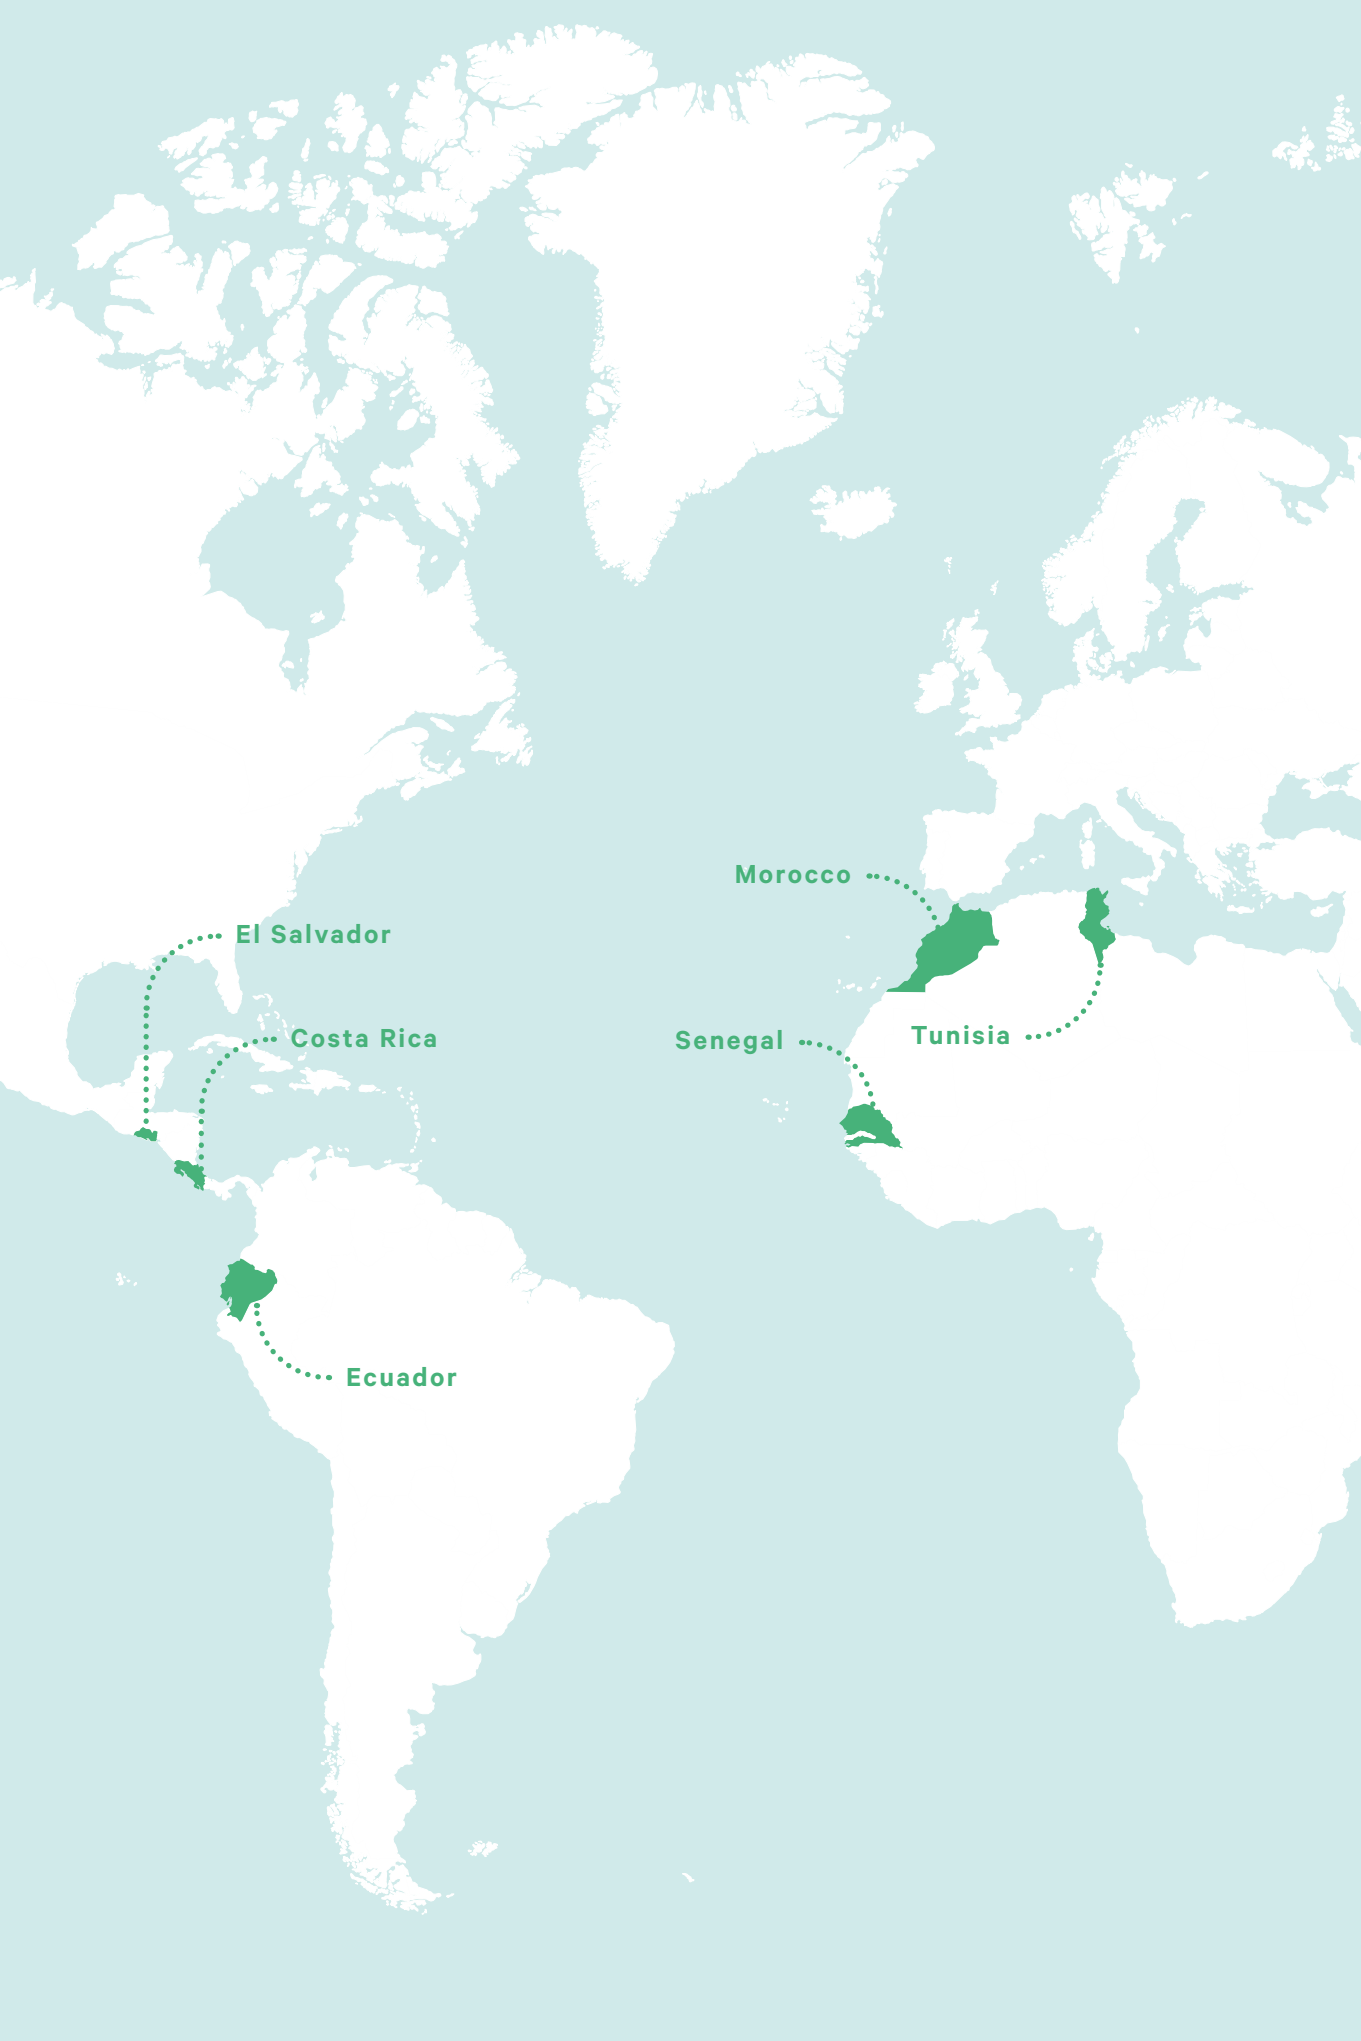 Morocco
El Salvador
Costa Rica
Senegal
Tunisia
Ecuador